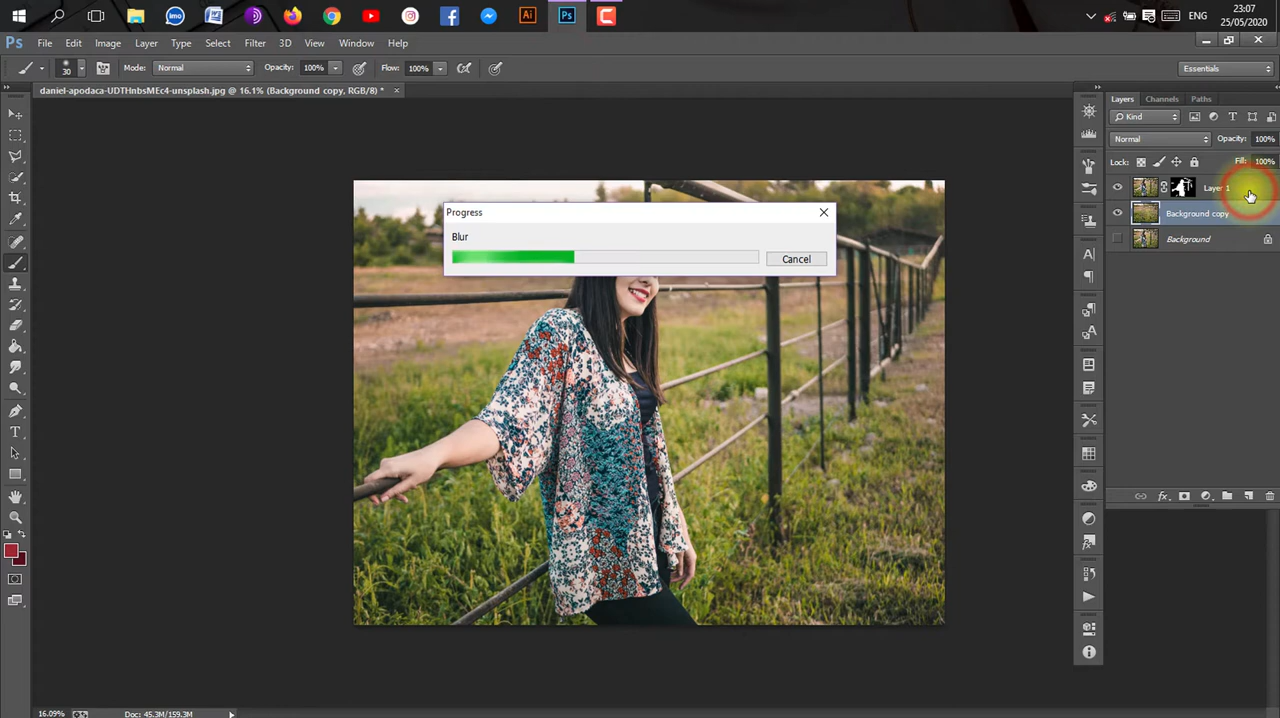 23:07
ENG
25/05/2020
Ai
Ps
Ps
File Edit Image Layer Type Select Filter 3D View Window Help
30
Mode: Normal Opacity: 100% Flow: 100%
Essentials
daniel-apodaca-UDTHnbsMEc4-unsplash.jpg @ 16.1% (Background copy, RGB/8) *
Layers Channels Paths
Kind
Normal Opacity: 100%
Lock: Fill: 100%
Layer 1
Background copy
Background
Progress
Blur
Cancel
16.09% Doc: 45.3M/159.3M